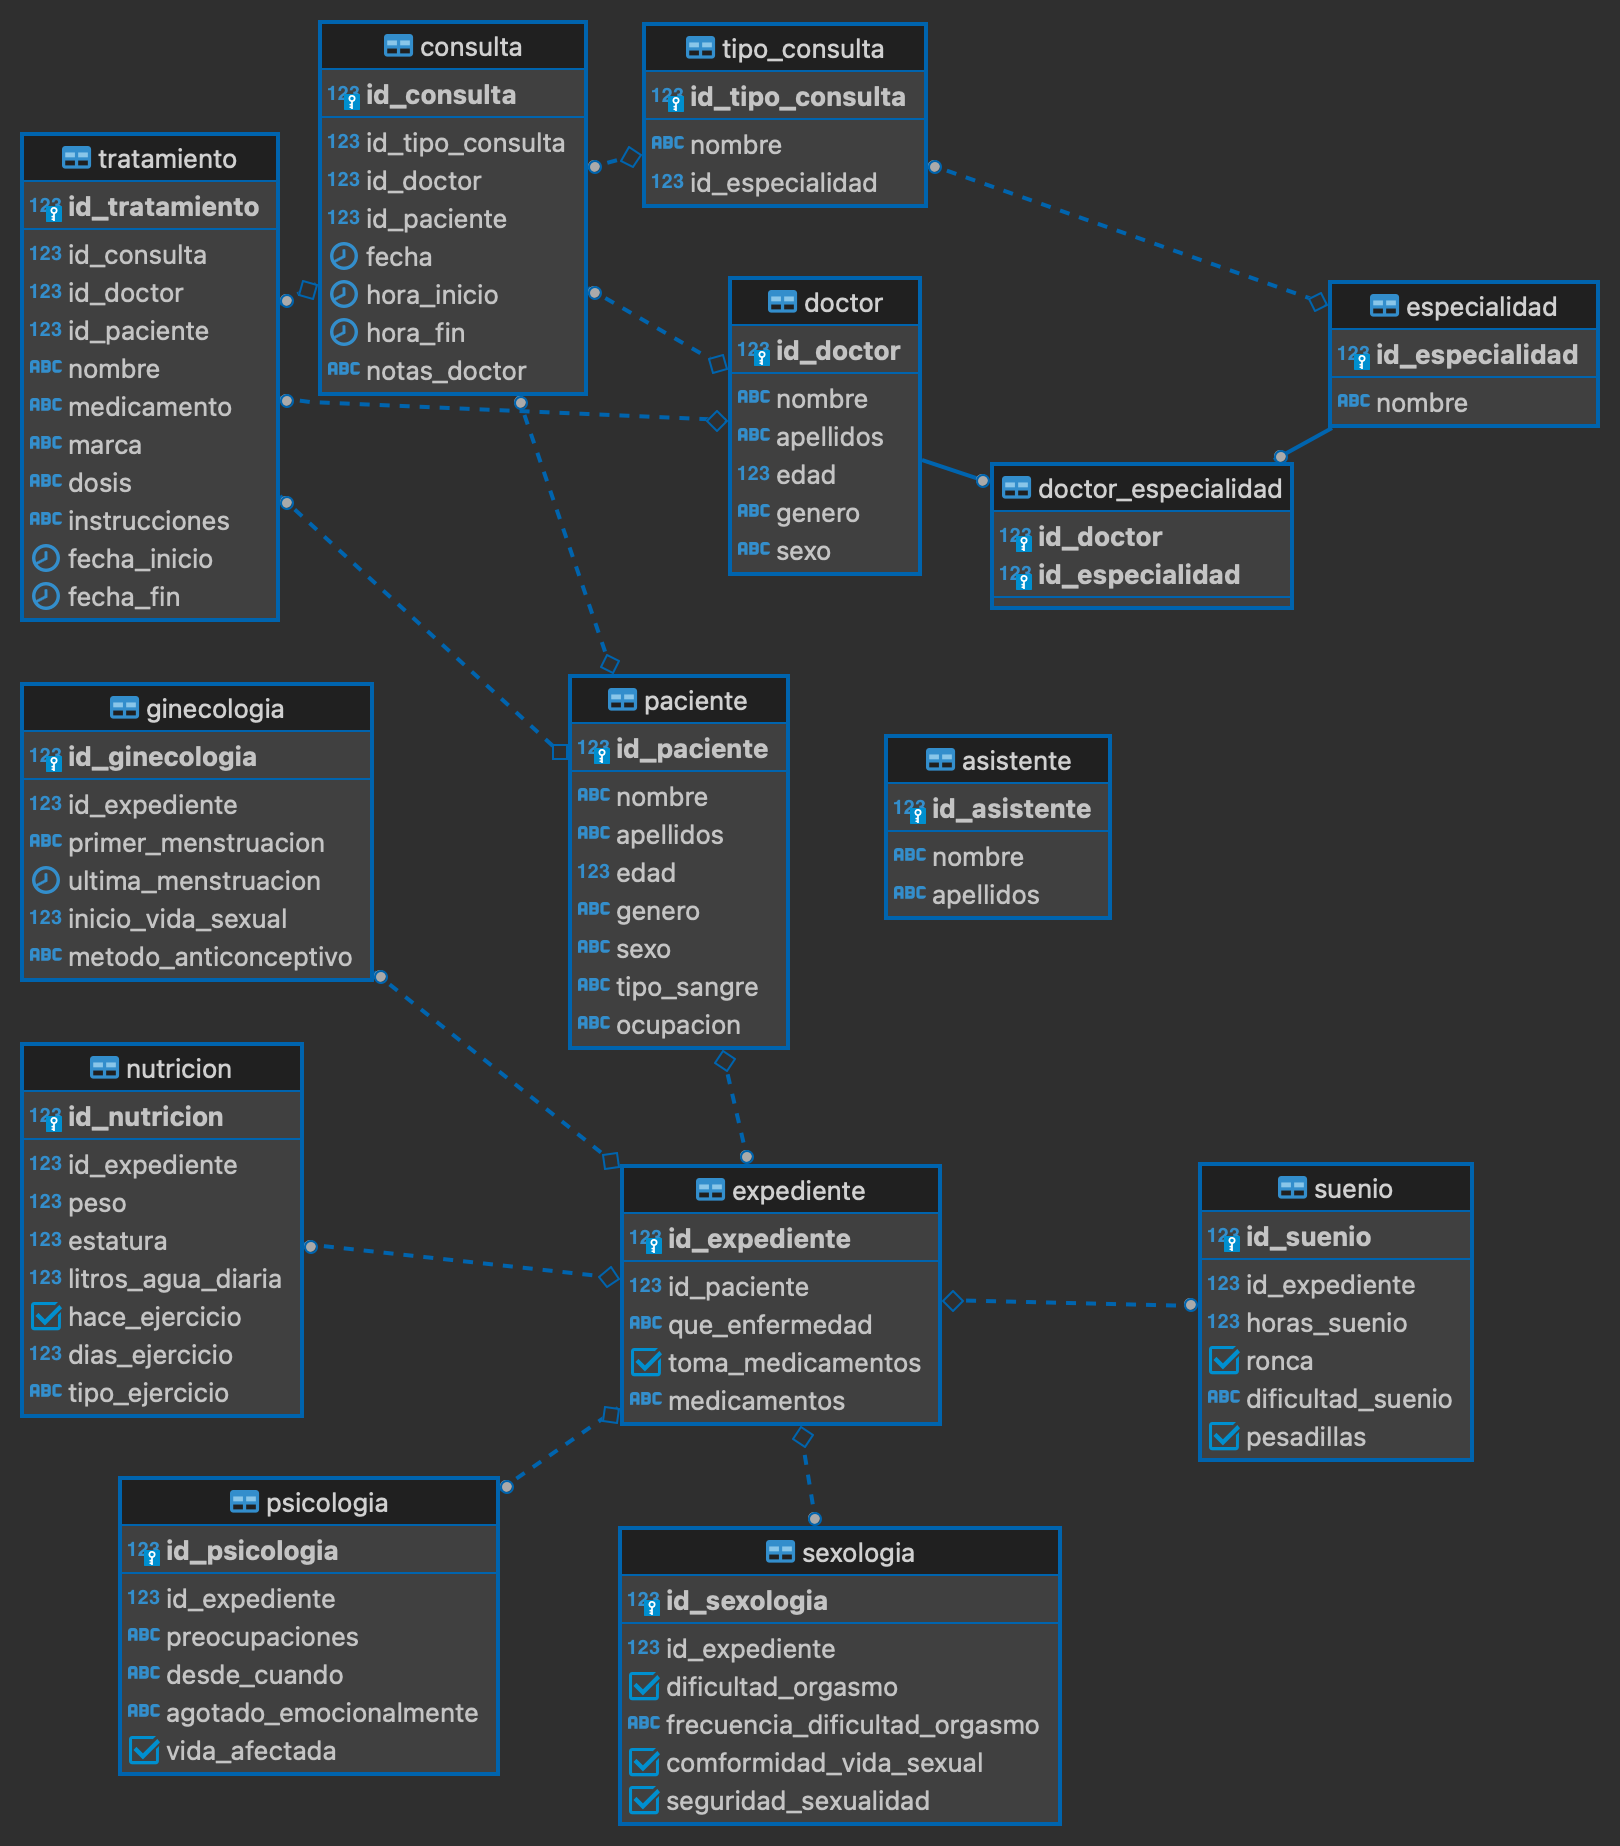 consulta
123 id_consulta
123 id_tipo_consulta
123 id_doctor
123 id_paciente
fecha
hora_inicio
hora_fin
ABC notas_doctor
tipo_consulta
123 id_tipo_consulta
ABC nombre
123 id_especialidad
tratamiento
123 id_tratamiento
123 id_consulta
123 id_doctor
123 id_paciente
ABC nombre
ABC medicamento
ABC marca
ABC dosis
ABC instrucciones
fecha_inicio
fecha_fin
doctor
123 id_doctor
ABC nombre
ABC apellidos
123 edad
ABC genero
ABC sexo
especialidad
123 id_especialidad
ABC nombre
doctor_especialidad
123 id_doctor
123 id_especialidad
ginecologia
123 id_ginecologia
123 id_expediente
ABC primer_menstruacion
ultima_menstruacion
123 inicio_vida_sexual
ABC metodo_anticonceptivo
paciente
123 id_paciente
ABC nombre
ABC apellidos
123 edad
ABC genero
ABC sexo
ABC tipo_sangre
ABC ocupacion
asistente
123 id_asistente
ABC nombre
ABC apellidos
nutricion
123 id_nutricion
123 id_expediente
123 peso
123 estatura
123 litros_agua_diaria
hace_ejercicio
123 dias_ejercicio
ABC tipo_ejercicio
expediente
123 id_expediente
123 id_paciente
ABC que_enfermedad
toma_medicamentos
ABC medicamentos
suenio
123 id_suenio
123 id_expediente
123 horas_suenio
ronca
ABC dificultad_suenio
pesadillas
psicologia
123 id_psicologia
123 id_expediente
ABC preocupaciones
ABC desde_cuando
ABC agotado_emocionalmente
vida_afectada
sexologia
123 id_sexologia
123 id_expediente
dificultad_orgasmo
ABC frecuencia_dificultad_orgasmo
comformidad_vida_sexual
seguridad_sexualidad